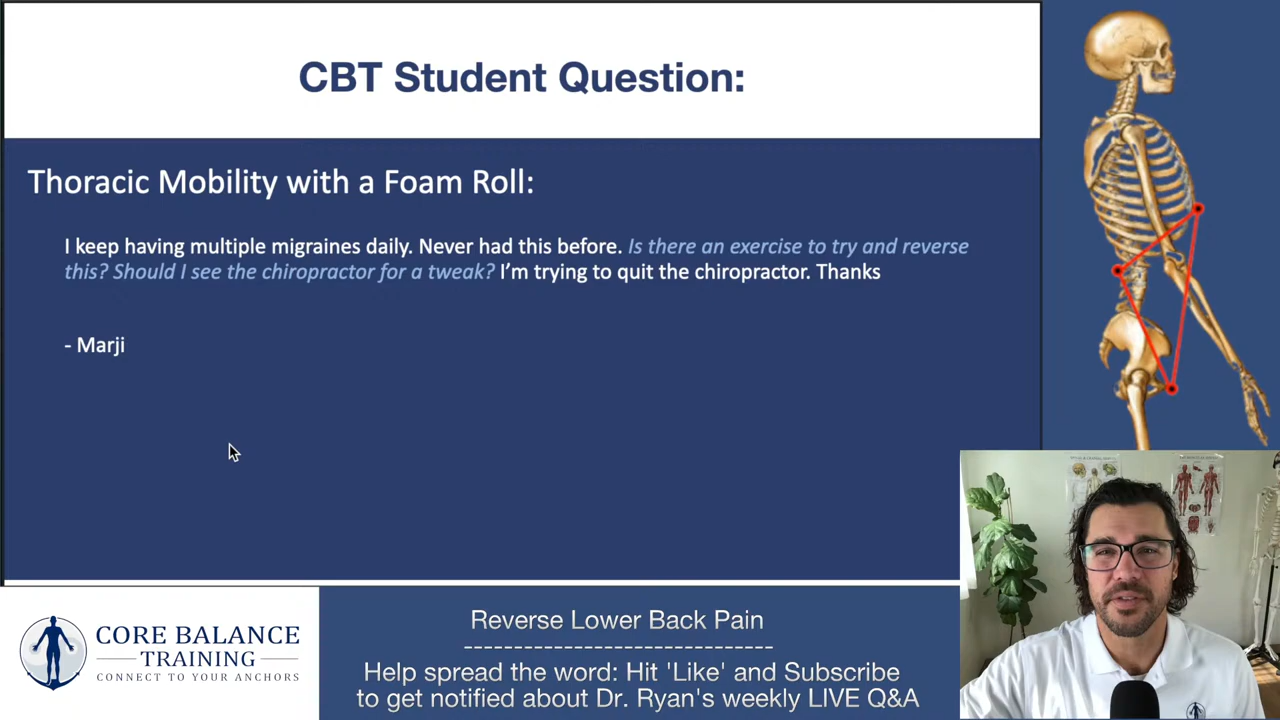 CBT Student Question:
Thoracic Mobility with a Foam Roll:
I keep having multiple migraines daily. Never had this before. Is there an exercise to try and reverse
this? Should I see the chiropractor for a tweak? I'm trying to quit the chiropractor. Thanks
- Marji
CORE BALANCE
TRAINING
CONNECT TO YOUR ANCHORS
Reverse Lower Back Pain
----------------------------
Help spread the word: Hit 'Like' and Subscribe
to get notified about Dr. Ryan's weekly LIVE Q&A